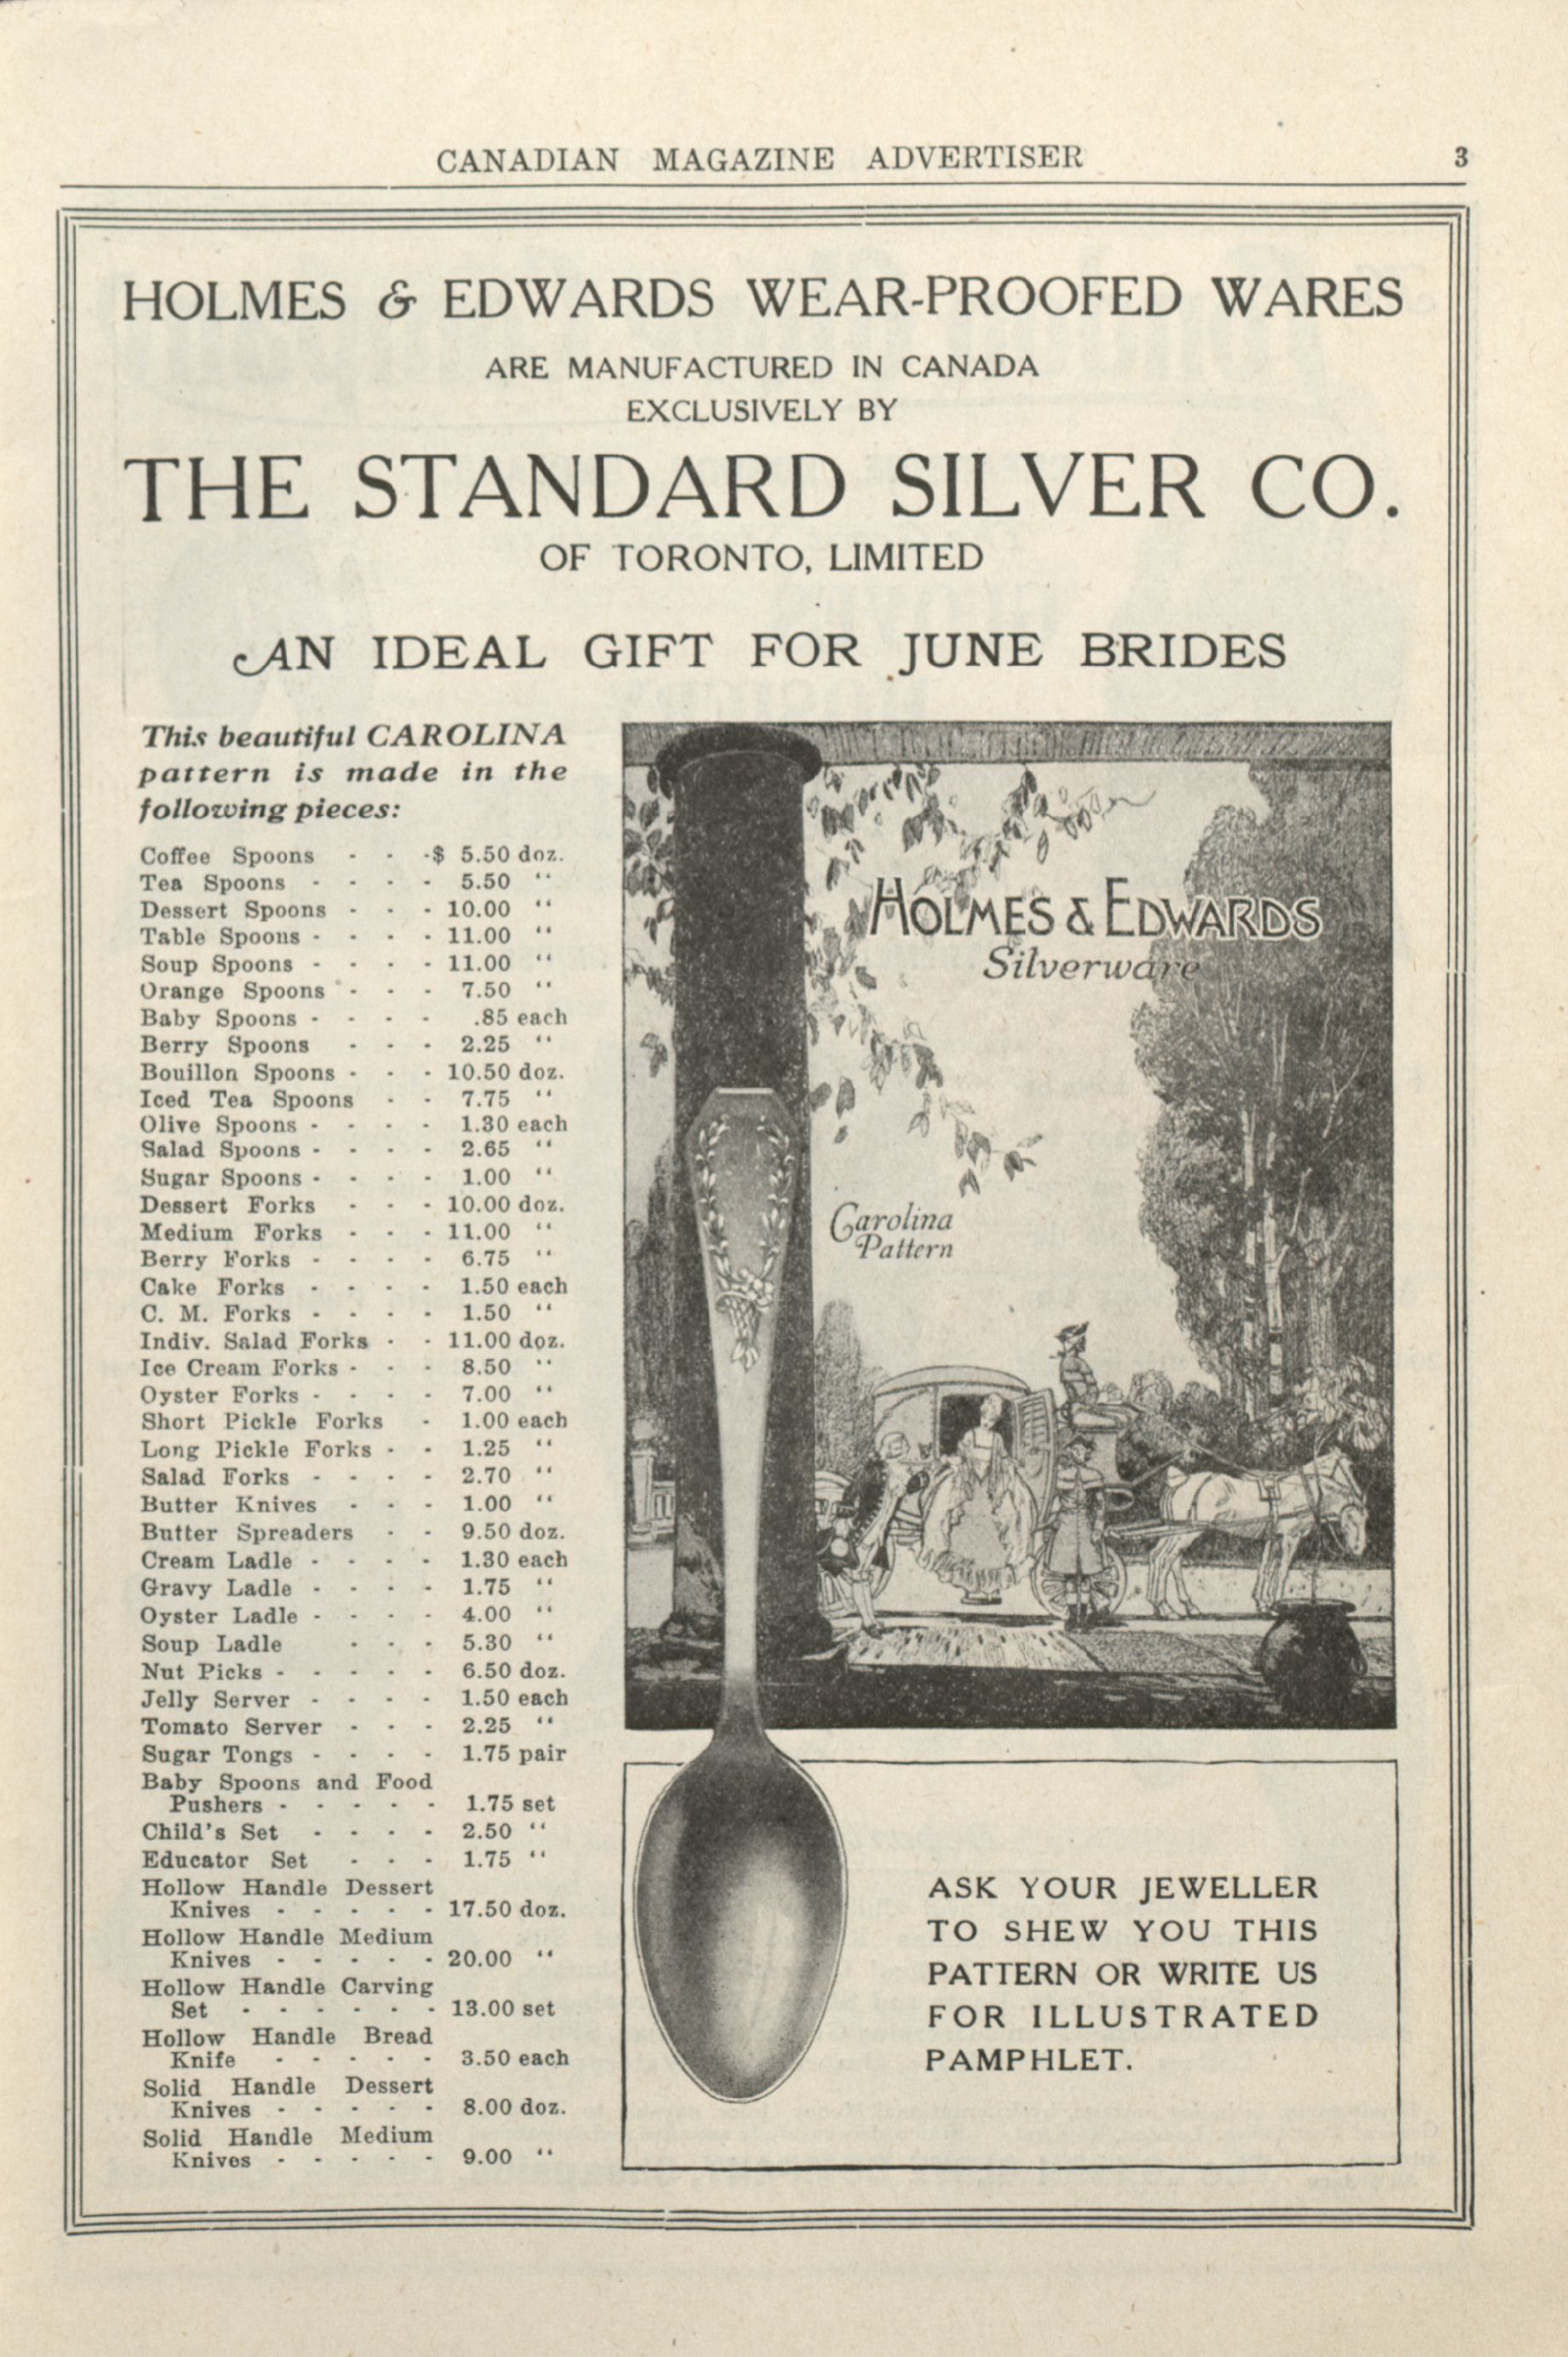 CANADIAN MAGAZINE ADVERTISER 3
HOLMES & EDWARDS WEAR-PROOFED WARES
ARE MANUFACTURED IN CANADA
EXCLUSIVELY BY
THE STANDARD SILVER CO.
OF TORONTO, LIMITED
AN IDEAL GIFT FOR JUNE BRIDES
This beautiful CAROLINA
pattern is made in the
following pieces:
Coffee Spoons - - -$ 5.50 doz.
Tea Spoons - - - - 5.50 "
Dessert Spoons - - - 10.00 "
Table Spoons - - - - 11.00 "
Soup Spoons - - - - 11.00 "
Orange Spoons - - - 7.50 "
Baby Spoons - - - - .85 each
Berry Spoons - - - 2.25 "
Bouillon Spoons - - - 10.50 doz.
Iced Tea Spoons - - 7.75 "
Olive Spoons - - - - 1.30 each
Salad Spoons - - - - 2.65 "
Sugar Spoons - - - - 1.00 "
Dessert Forks - - - 10.00 doz.
Medium Forks - - - 11.00 "
Berry Forks - - - - 6.75 "
Cake Forks - - - - 1.50 each
C. M. Forks - - - - 1.50 "
Indiv. Salad Forks - - 11.00 doz.
Ice Cream Forks - - - 8.50 "
Oyster Forks - - - - 7.00 "
Short Pickle Forks - 1.00 each
Long Pickle Forks - - 1.25 "
Salad Forks - - - - 2.70 "
Butter Knives - - - 1.00 "
Butter Spreaders - - 9.50 doz.
Cream Ladle - - - - 1.30 each
Gravy Ladle - - - - 1.75 "
Oyster Ladle - - - - 4.00 "
Soup Ladle - - - 5.30 "
Nut Picks - - - - - 6.50 doz.
Jelly Server - - - - 1.50 each
Tomato Server - - - 2.25 "
Sugar Tongs - - - - 1.75 pair
Baby Spoons and Food
Pushers - - - - - 1.75 set
Child's Set - - - - 2.50 "
Educator Set - - - 1.75 "
Hollow Handle Dessert
Knives - - - - - 17.50 doz.
Hollow Handle Medium
Knives - - - - - 20.00 "
Hollow Handle Carving
Set - - - - - - 13.00 set
Hollow Handle Bread
Knife - - - - - 3.50 each
Solid Handle Dessert
Knives - - - - - 8.00 doz.
Solid Handle Medium
Knives - - - - - 9.00 "
HOLMES & EDWARDS
Silverware
Carolina
Pattern
ASK YOUR JEWELLER
TO SHEW YOU THIS
PATTERN OR WRITE US
FOR ILLUSTRATED
PAMPHLET.